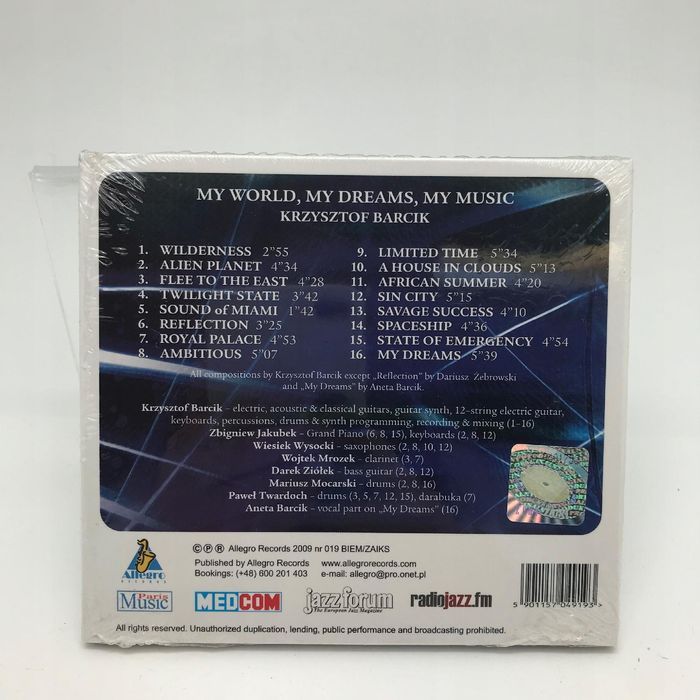 MY WORLD, MY DREAMS, MY MUSIC
KRZYSZTOF BARCIK
1. WILDERNESS 2"55
2. ALIEN PLANET 4"34
3. FLEE TO THE EAST 4"28
4. TWILIGHT STATE 3"42
5. SOUND of MIAMI 1"42
6. REFLECTION 3"25
7. ROYAL PALACE 4"53
8. AMBITIOUS 5"07
9. LIMITED TIME 5"34
10. A HOUSE IN CLOUDS 5"13
11. AFRICAN SUMMER 4"20
12. SIN CITY 5"15
13. SAVAGE SUCCESS 4"10
14. SPACESHIP 4"36
15. STATE OF EMERGENCY 4"54
16. MY DREAMS 5"39
All compositions by Krzysztof Barcik except „Reflection" by Dariusz Żebrowski
and „My Dreams" by Aneta Barcik.
Krzysztof Barcik – electric, acoustic & classical guitars, guitar synth, 12–string electric guitar,
keyboards, percussions, drums & synth programming, recording & mixing (1–16)
Zbigniew Jakubek – Grand Piano (6, 8, 15), keyboards (2, 8, 12)
Wiesiek Wysocki – saxophones (2, 8, 10, 12)
Wojtek Mrozek – clarinet (3, 7)
Darek Ziółek – bass guitar (2, 8, 12)
Mariusz Mocarski – drums (2, 8, 16)
Paweł Twardoch – drums (3, 5, 7, 12, 15), darabuka (7)
Aneta Barcik – vocal part on „My Dreams" (16)
Allegro
RECORDS
© ℗ Allegro Records 2009 nr 019 BIEM/ZAIKS
Published by Allegro Records www.allegrorecords.com
Bookings: (+48) 600 201 403 e-mail: allegro@pro.onet.pl
Paris
Music
MEDCOM
jazz forum
The European Jazz Magazine
radiojazz.fm
5 901157 049193 >
All rights reserved. Unauthorized duplication, lending, public performance and broadcasting prohibited.